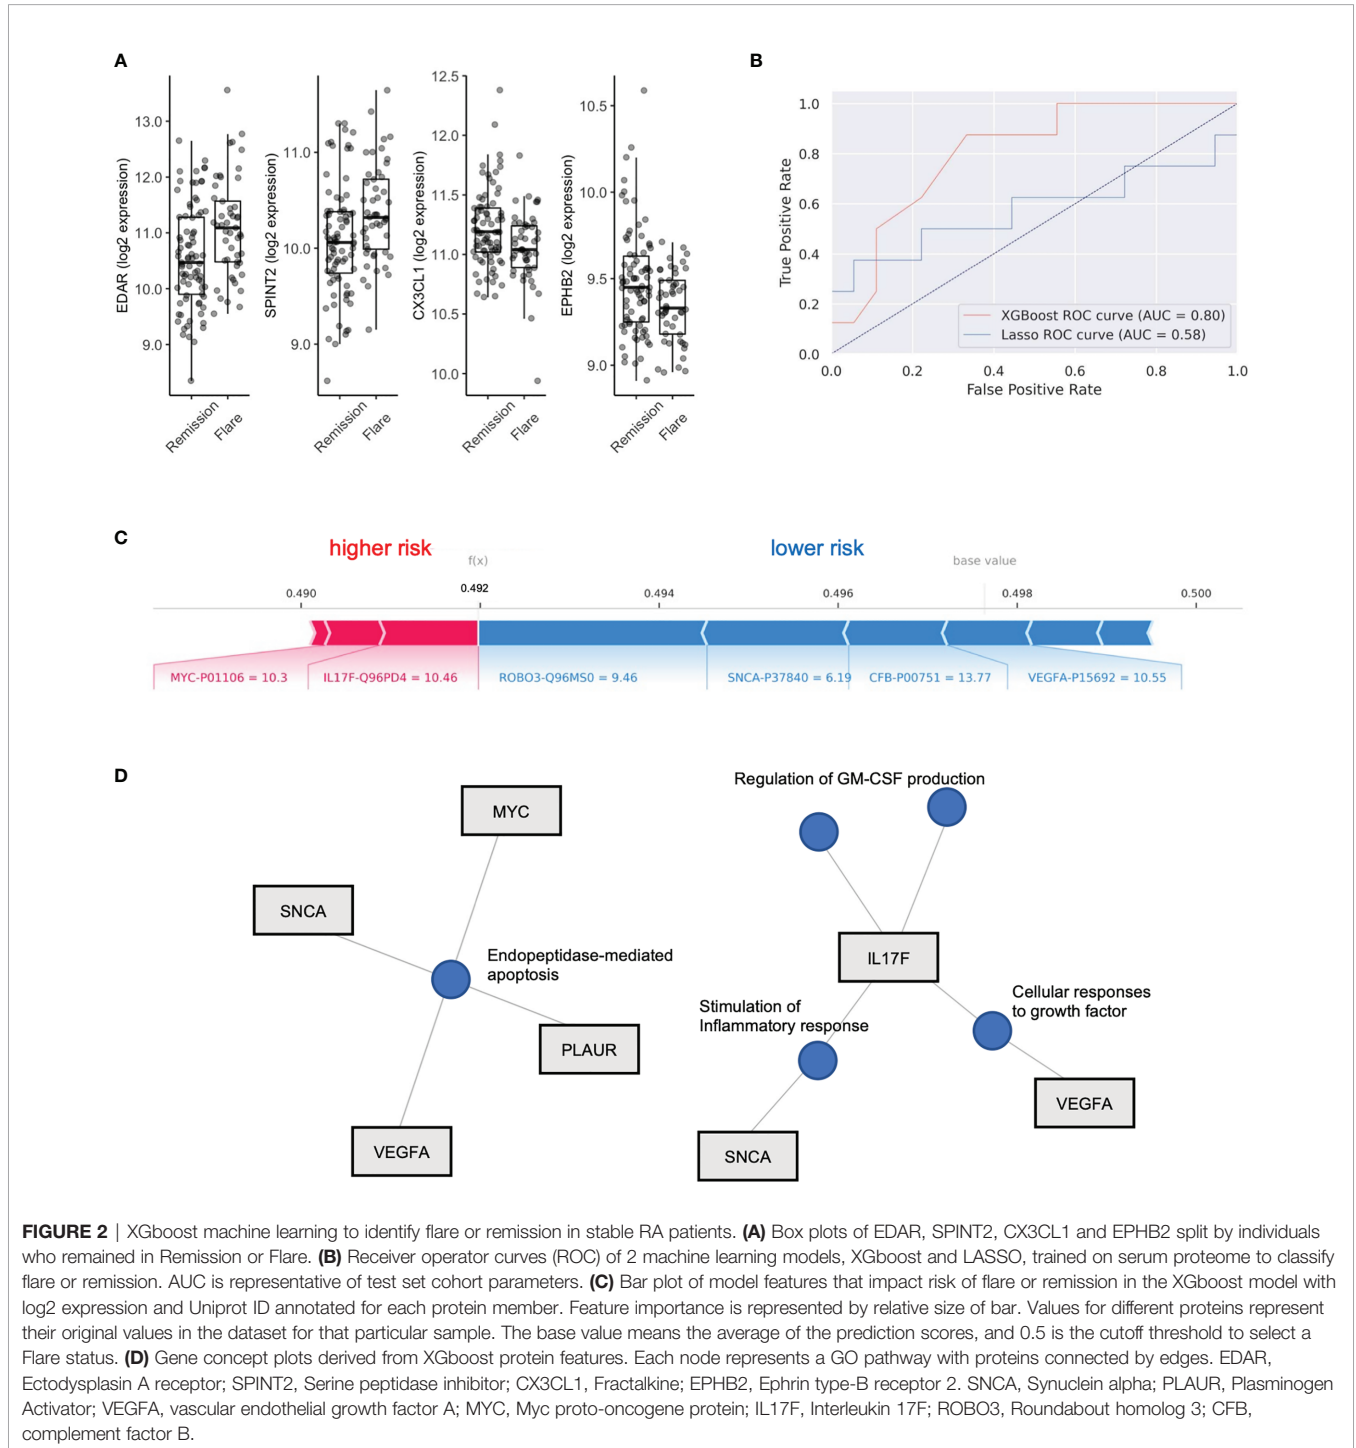 A
EDAR (log2 expression)
13.0
12.0
11.0
10.0
9.0
Remission
Flare
SPINT2 (log2 expression)
11.0
10.0
9.0
Remission
Flare
CX3CL1 (log2 expression)
12.5
12.0
11.5
11.0
10.5
10.0
Remission
Flare
EPHB2 (log2 expression)
10.5
10.0
9.5
9.0
Remission
Flare
B
True Positive Rate
1.0
0.8
0.6
0.4
0.2
0.0
XGBoost ROC curve (AUC = 0.80)
Lasso ROC curve (AUC = 0.58)
0.0 0.2 0.4 0.6 0.8 1.0
False Positive Rate
C
higher risk
lower risk
f(x)
base value
0.490 0.492 0.494 0.496 0.498 0.500
MYC-P01106 = 10.3
IL17F-Q96PD4 = 10.46
ROBO3-Q96MS0 = 9.46
SNCA-P37840 = 6.19
CFB-P00751 = 13.77
VEGFA-P15692 = 10.55
D
MYC
SNCA
Endopeptidase-mediated
apoptosis
PLAUR
VEGFA
Regulation of GM-CSF production
IL17F
Stimulation of
Inflammatory response
Cellular responses
to growth factor
VEGFA
SNCA
FIGURE 2 | XGboost machine learning to identify flare or remission in stable RA patients. (A) Box plots of EDAR, SPINT2, CX3CL1 and EPHB2 split by individuals
who remained in Remission or Flare. (B) Receiver operator curves (ROC) of 2 machine learning models, XGboost and LASSO, trained on serum proteome to classify
flare or remission. AUC is representative of test set cohort parameters. (C) Bar plot of model features that impact risk of flare or remission in the XGboost model with
log2 expression and Uniprot ID annotated for each protein member. Feature importance is represented by relative size of bar. Values for different proteins represent
their original values in the dataset for that particular sample. The base value means the average of the prediction scores, and 0.5 is the cutoff threshold to select a
Flare status. (D) Gene concept plots derived from XGboost protein features. Each node represents a GO pathway with proteins connected by edges. EDAR,
Ectodysplasin A receptor; SPINT2, Serine peptidase inhibitor; CX3CL1, Fractalkine; EPHB2, Ephrin type-B receptor 2. SNCA, Synuclein alpha; PLAUR, Plasminogen
Activator; VEGFA, vascular endothelial growth factor A; MYC, Myc proto-oncogene protein; IL17F, Interleukin 17F; ROBO3, Roundabout homolog 3; CFB,
complement factor B.